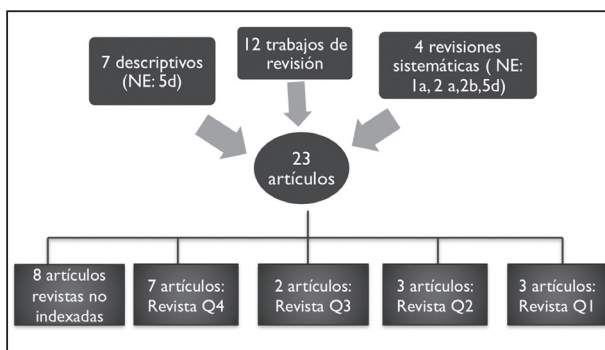 7 descriptivos
(NE: 5d)
12 trabajos de
revisión
4 revisiones
sistemáticas ( NE:
1a, 2 a,2b,5d)
23
artículos
8 artículos
revistas no
indexadas
7 artículos:
Revista Q4
2 artículos:
Revista Q3
3 artículos:
Revista Q2
3 artículos:
Revista Q1